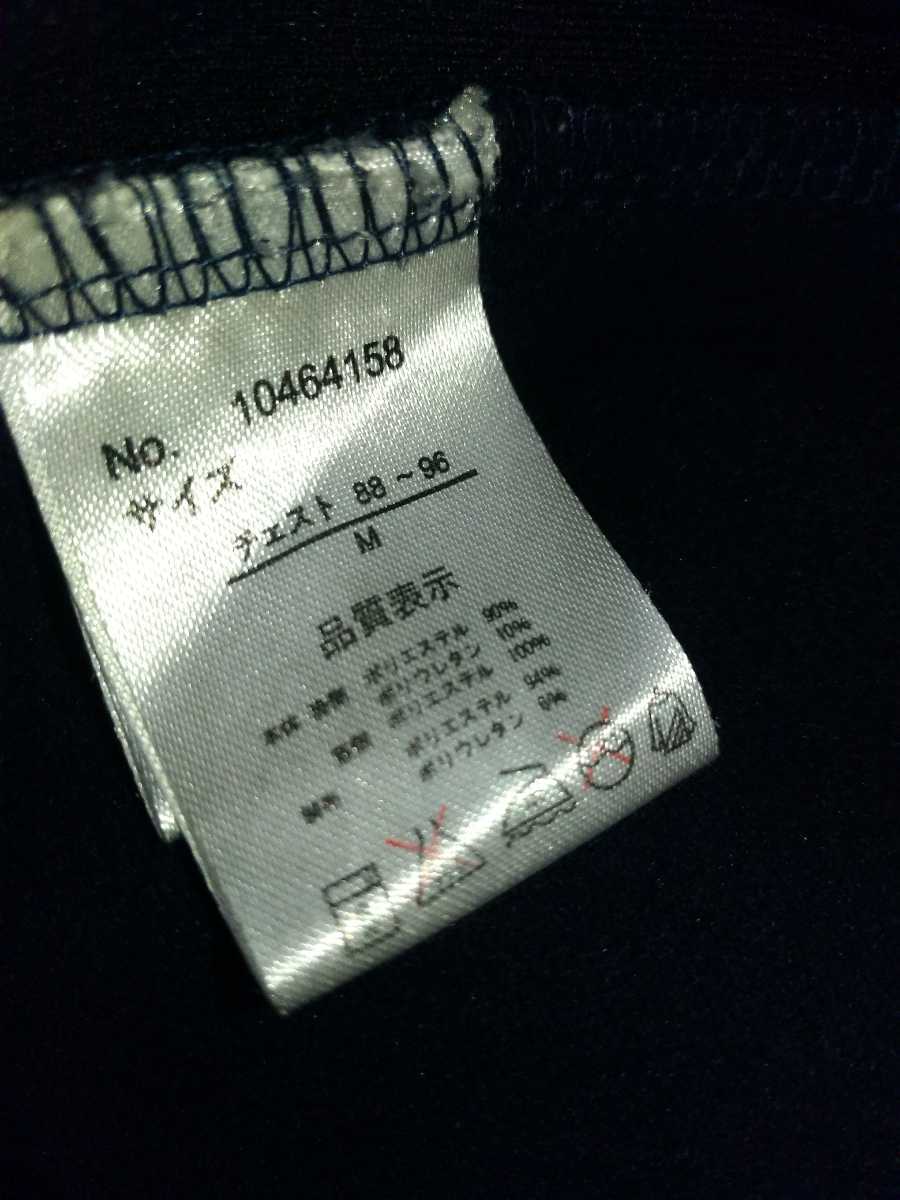 No. 10464158
サイズ
チェスト 88～96
M
品質表示
ポリエステル 90%
ポリウレタン 10%
ポリエステル 100%
ポリエステル 94%
ポリウレタン 6%